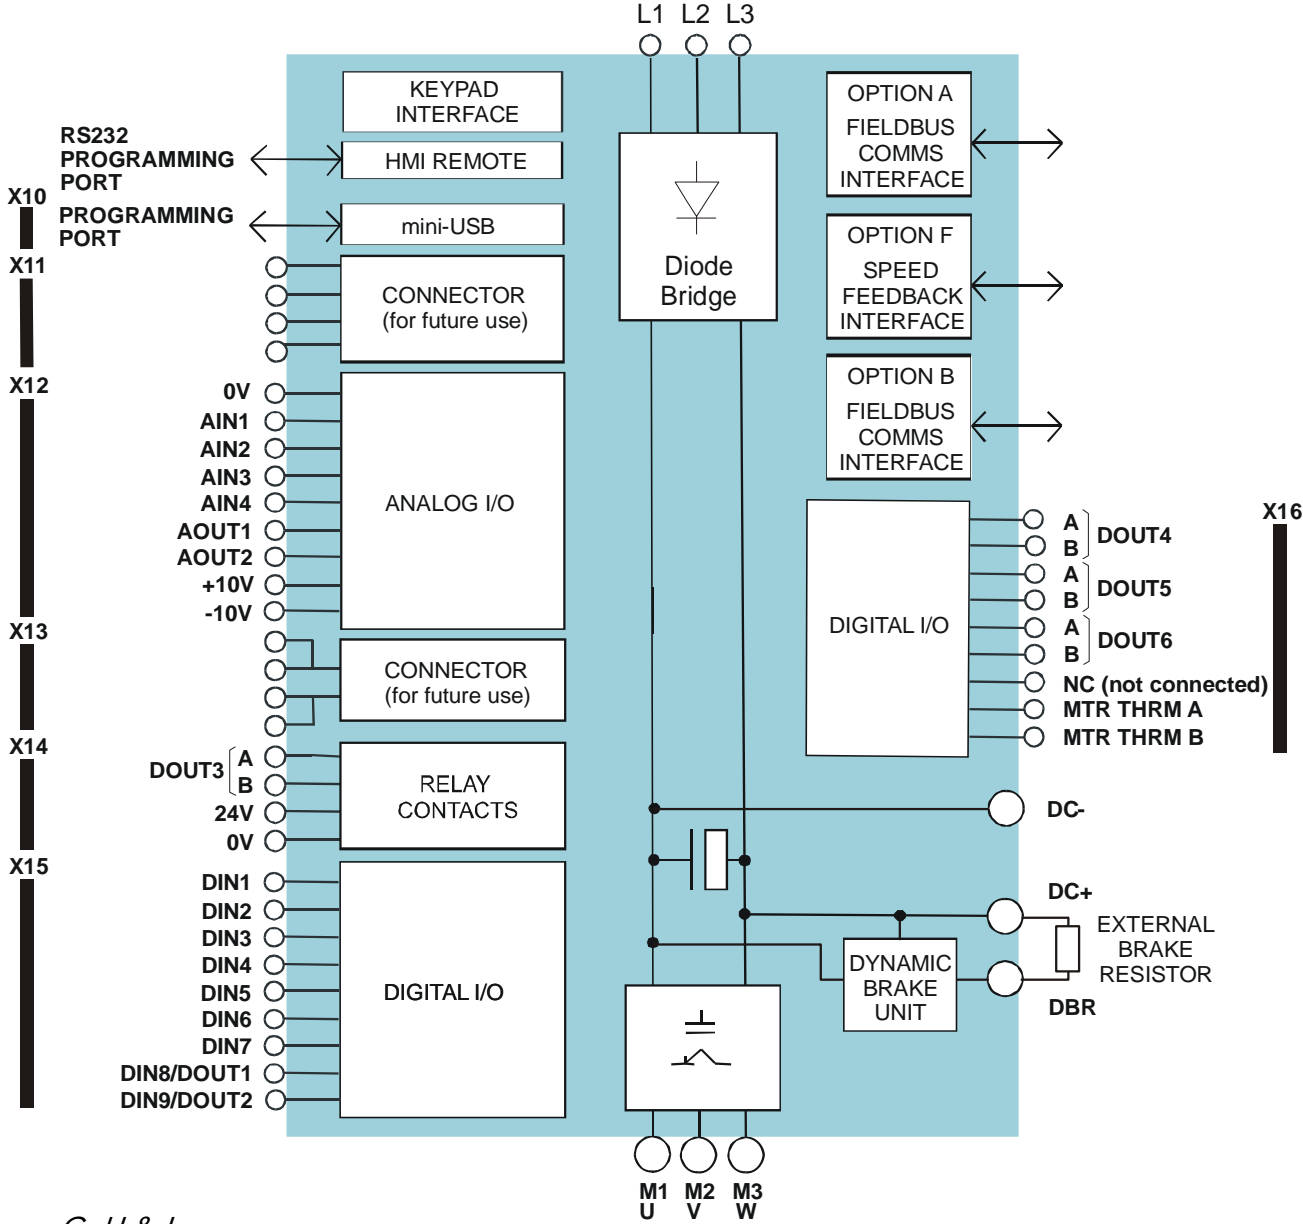 L1 L2 L3
KEYPAD
INTERFACE
RS232
PROGRAMMING
PORT
HMI REMOTE
X10
PROGRAMMING
PORT
mini-USB
X11
CONNECTOR
(for future use)
X12
0V
AIN1
AIN2
AIN3
AIN4
AOUT1
AOUT2
+10V
-10V
ANALOG I/O
X13
CONNECTOR
(for future use)
X14
DOUT3
A
B
24V
0V
RELAY
CONTACTS
X15
DIN1
DIN2
DIN3
DIN4
DIN5
DIN6
DIN7
DIN8/DOUT1
DIN9/DOUT2
DIGITAL I/O
Diode
Bridge
OPTION A
FIELDBUS
COMMS
INTERFACE
OPTION F
SPEED
FEEDBACK
INTERFACE
OPTION B
FIELDBUS
COMMS
INTERFACE
X16
DIGITAL I/O
A
B
DOUT4
A
B
DOUT5
A
B
DOUT6
NC (not connected)
MTR THRM A
MTR THRM B
DC-
DC+
EXTERNAL
BRAKE
RESISTOR
DYNAMIC
BRAKE
UNIT
DBR
M1 M2 M3
U V W